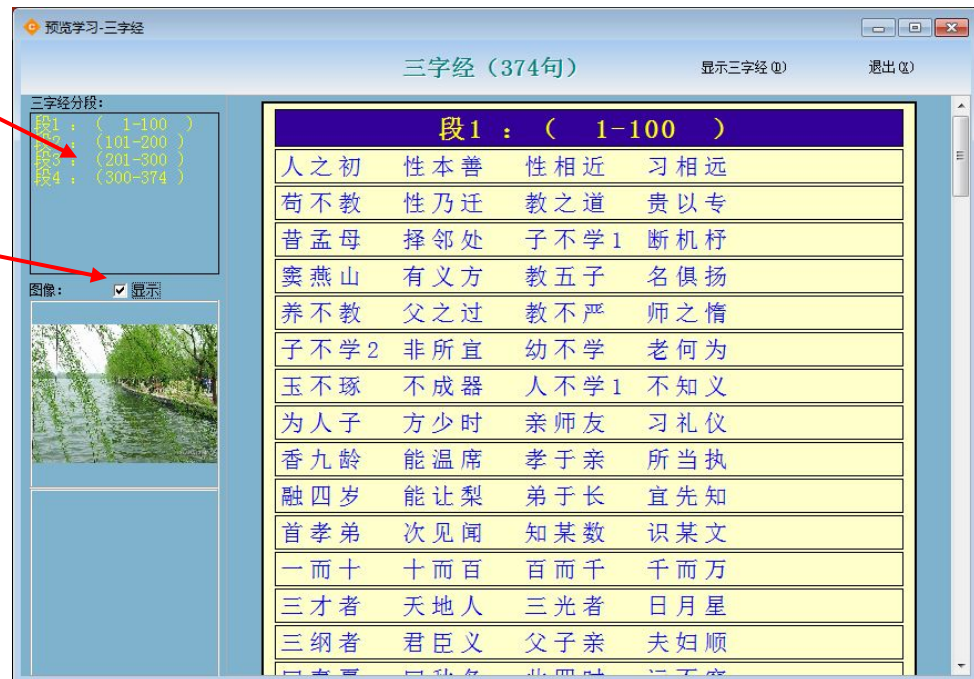 预览学习-三字经
三字经（374句） 显示三字经(D) 退出(X)
三字经分段：
段1 ：（ 1-100 ）
段2 ：（101-200 ）
段3 ：（201-300 ）
段4 ：（300-374 ）
图像： 显示
段1 ：（ 1-100 ）
人之初 性本善 性相近 习相远
苟不教 性乃迁 教之道 贵以专
昔孟母 择邻处 子不学1 断机杼
窦燕山 有义方 教五子 名俱扬
养不教 父之过 教不严 师之惰
子不学2 非所宜 幼不学 老何为
玉不琢 不成器 人不学1 不知义
为人子 方少时 亲师友 习礼仪
香九龄 能温席 孝于亲 所当执
融四岁 能让梨 弟于长 宜先知
首孝弟 次见闻 知某数 识某文
一而十 十而百 百而千 千而万
三才者 天地人 三光者 日月星
三纲者 君臣义 父子亲 夫妇顺